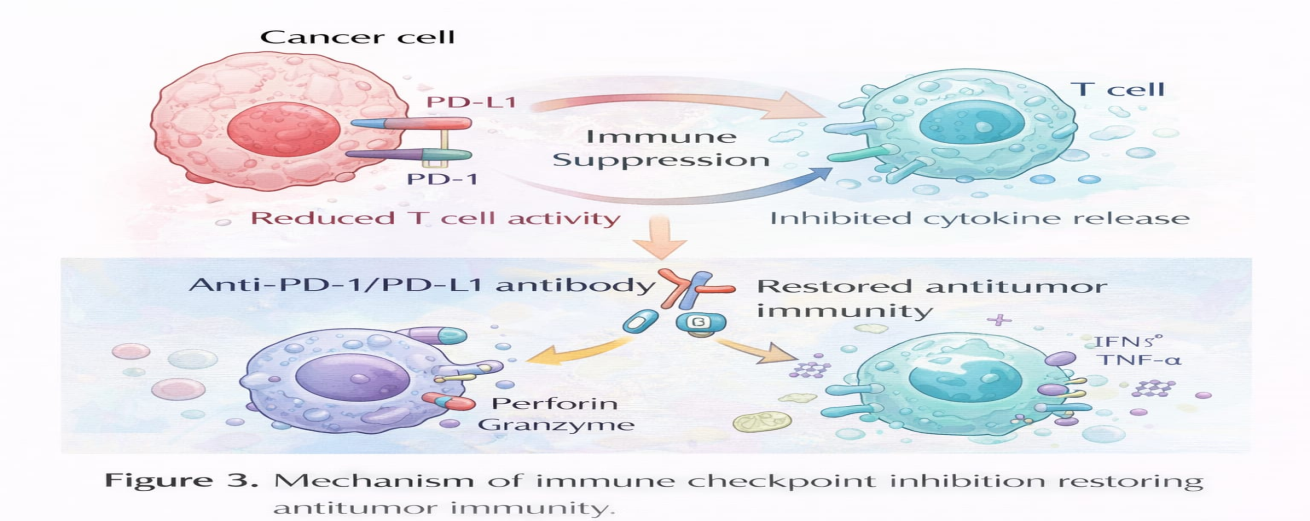 Cancer cell
PD-L1
T cell
Immune
Suppression
PD-1
Reduced T cell activity
Inhibited cytokine release
Anti-PD-1/PD-L1 antibody
Restored antitumor
immunity
B
TNF-α
Perforin
Granzyme
Figure 3. Mechanism of immune checkpoint inhibition restoring
antitumor immunity.